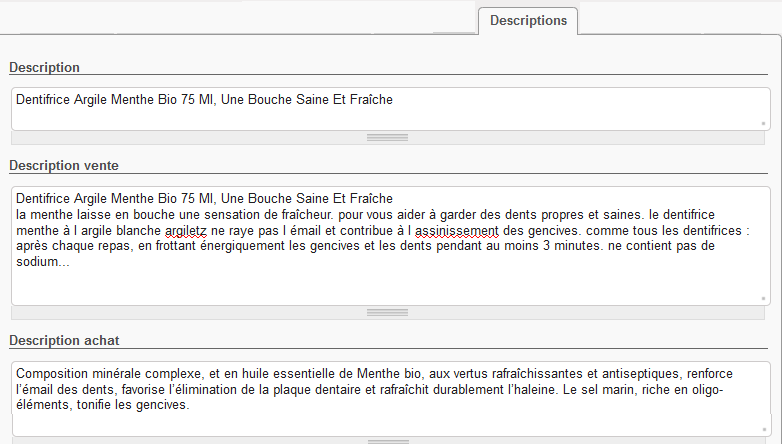 Descriptions
Description
Dentifrice Argile Menthe Bio 75 Ml, Une Bouche Saine Et Fraîche
Description vente
Dentifrice Argile Menthe Bio 75 Ml, Une Bouche Saine Et Fraîche
la menthe laisse en bouche une sensation de fraîcheur. pour vous aider à garder des dents propres et saines. le dentifrice
menthe à l argile blanche argiletz ne raye pas l émail et contribue à l assinissement des gencives. comme tous les dentifrices :
après chaque repas, en frottant énergiquement les gencives et les dents pendant au moins 3 minutes. ne contient pas de
sodium...
Description achat
Composition minérale complexe, et en huile essentielle de Menthe bio, aux vertus rafraîchissantes et antiseptiques, renforce
l’émail des dents, favorise l’élimination de la plaque dentaire et rafraîchit durablement l’haleine. Le sel marin, riche en oligo-
éléments, tonifie les gencives.